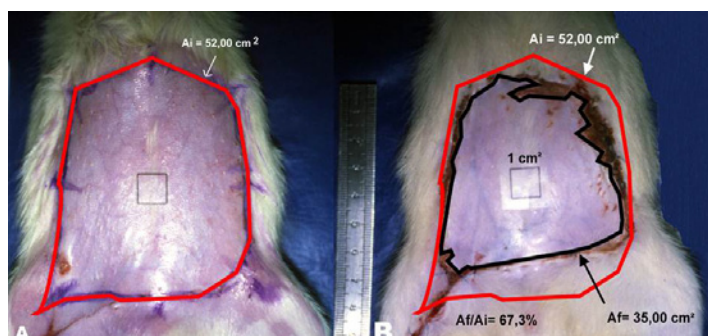 Ai = 52,00 cm²
A
Ai = 52,00 cm²
1 cm²
Af/Ai= 67,3%
Af= 35,00 cm²
B